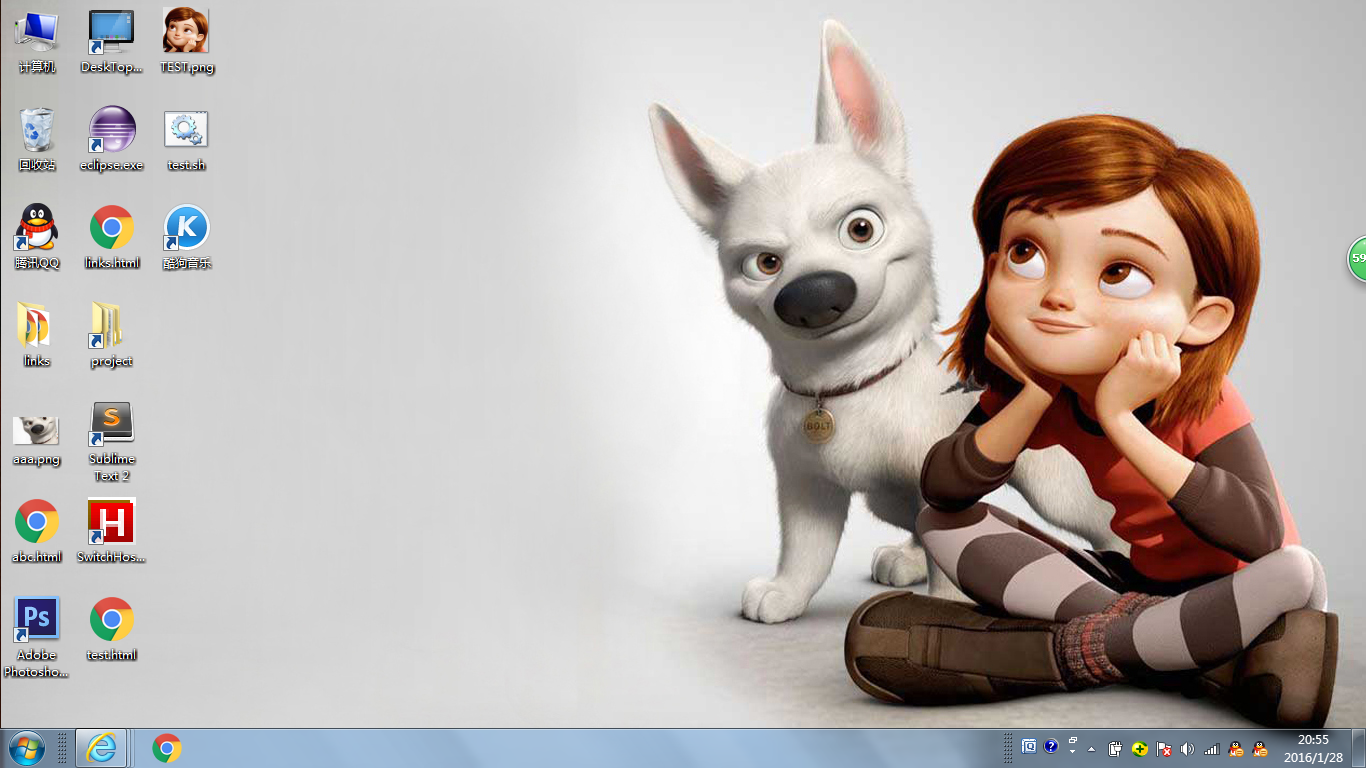 计算机
DeskTop...
TEST.png
回收站
eclipse.exe
test.sh
腾讯QQ
links.html
K
酷狗音乐
links
project
aaa.png
S
Sublime
Text 2
abc.html
H
SwitchHos...
Ps
Adobe
Photosho...
test.html
BOLT
59
20:55
2016/1/28